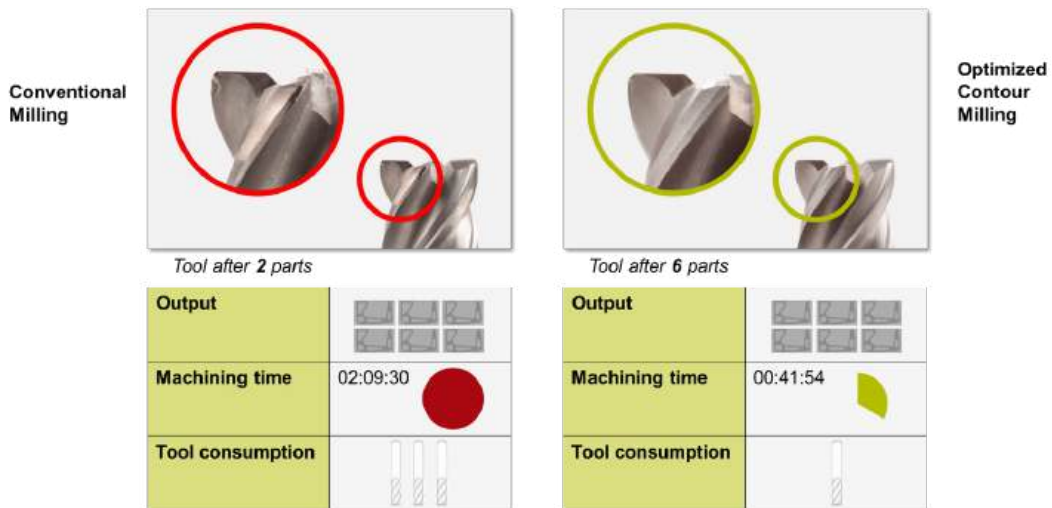 Conventional
Milling
Optimized
Contour
Milling
Tool after 2 parts
Tool after 6 parts
Output
Machining time 02:09:30
Tool consumption
Output
Machining time 00:41:54
Tool consumption